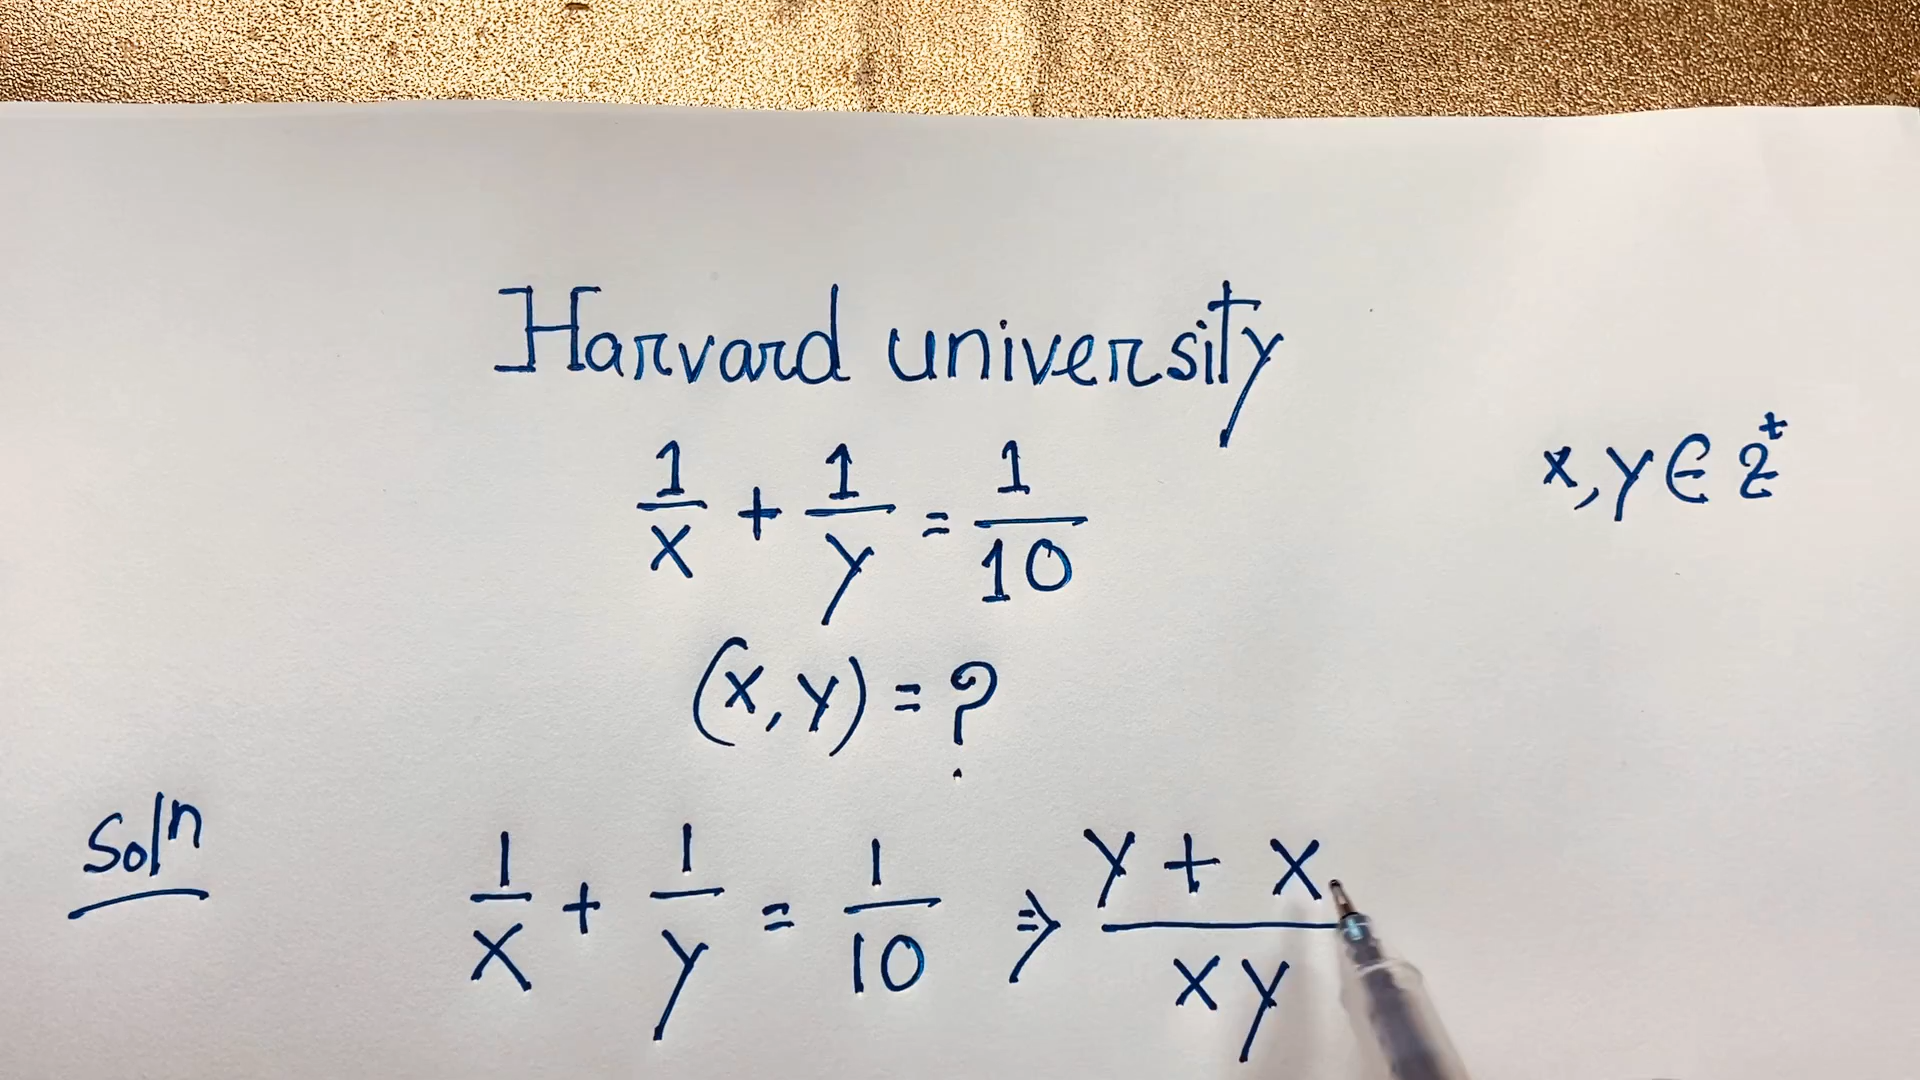 Harvard university
1/x + 1/y = 1/10
x, y ∈ Z⁺
(x, y) = ?
Solⁿ
1/x + 1/y = 1/10 ⇒ y + x / xy